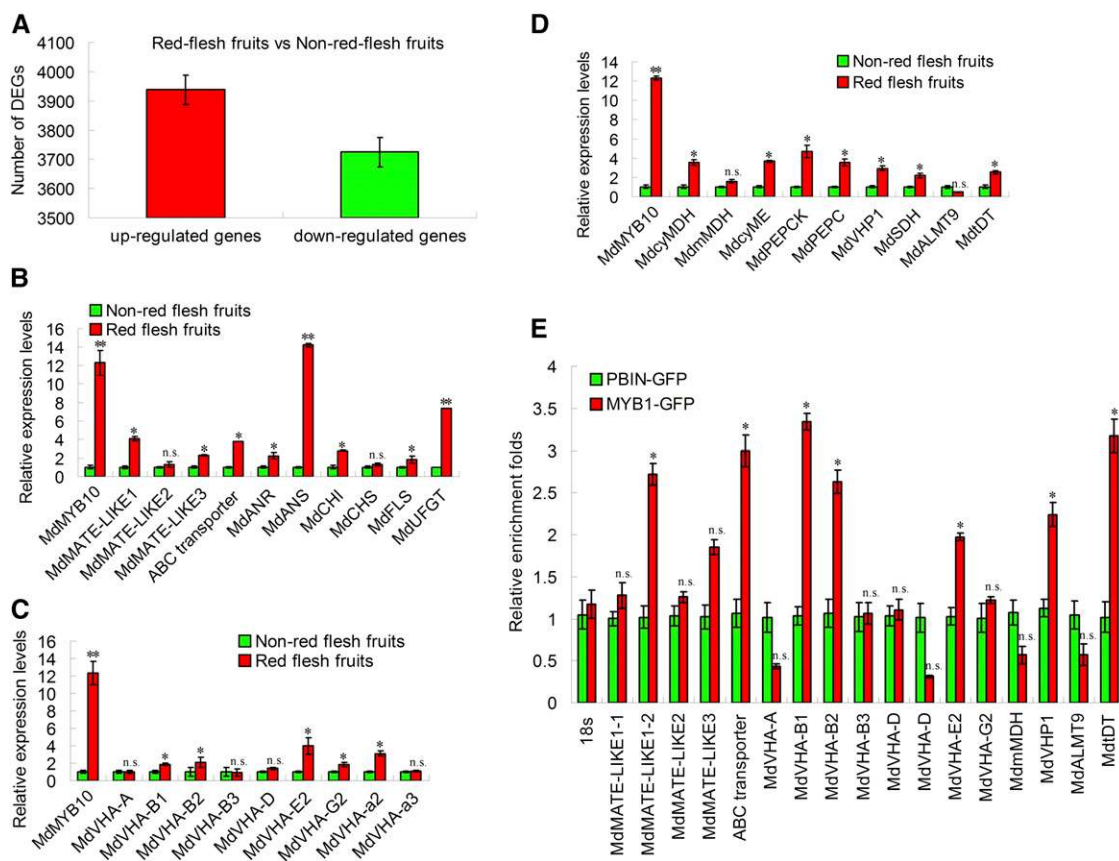 A
Red-flesh fruits vs Non-red-flesh fruits
Number of DEGs
4100
4000
3900
3800
3700
3600
3500
up-regulated genes
down-regulated genes
B
Non-red flesh fruits
Red flesh fruits
Relative expression levels
16
14
12
10
8
6
4
2
0
**
*
n.s.
*
*
*
**
*
n.s.
*
**
MdMYB10
MdMATE-LIKE1
MdMATE-LIKE2
MdMATE-LIKE3
ABC transporter
MdANR
MdANS
MdCHI
MdCHS
MdFLS
MdUFGT
C
Non-red flesh fruits
Red flesh fruits
Relative expression levels
16
14
12
10
8
6
4
2
0
**
n.s.
*
*
n.s.
n.s.
*
*
*
n.s.
MdMYB10
MdVHA-A
MdVHA-B1
MdVHA-B2
MdVHA-B3
MdVHA-D
MdVHA-E2
MdVHA-G2
MdVHA-a2
MdVHA-a3
D
Non-red flesh fruits
Red flesh fruits
Relative expression levels
14
12
10
8
6
4
2
0
**
*
n.s.
*
*
*
*
*
n.s.
*
MdMYB10
MdcyMDH
MdmMDH
MdcyME
MdPEPCK
MdPEPC
MdVHP1
MdSDH
MdALMT9
MdtDT
E
PBIN-GFP
MYB1-GFP
Relative enrichment folds
4
3.5
3
2.5
2
1.5
1
0.5
0
n.s.
*
n.s.
n.s.
*
n.s.
*
*
n.s.
n.s.
n.s.
*
n.s.
n.s.
*
n.s.
*
18s
MdMATE-LIKE1-1
MdMATE-LIKE1-2
MdMATE-LIKE2
MdMATE-LIKE3
ABC transporter
MdVHA-A
MdVHA-B1
MdVHA-B2
MdVHA-B3
MdVHA-D
MdVHA-D
MdVHA-E2
MdVHA-G2
MdmMDH
MdVHP1
MdALMT9
MdtDT